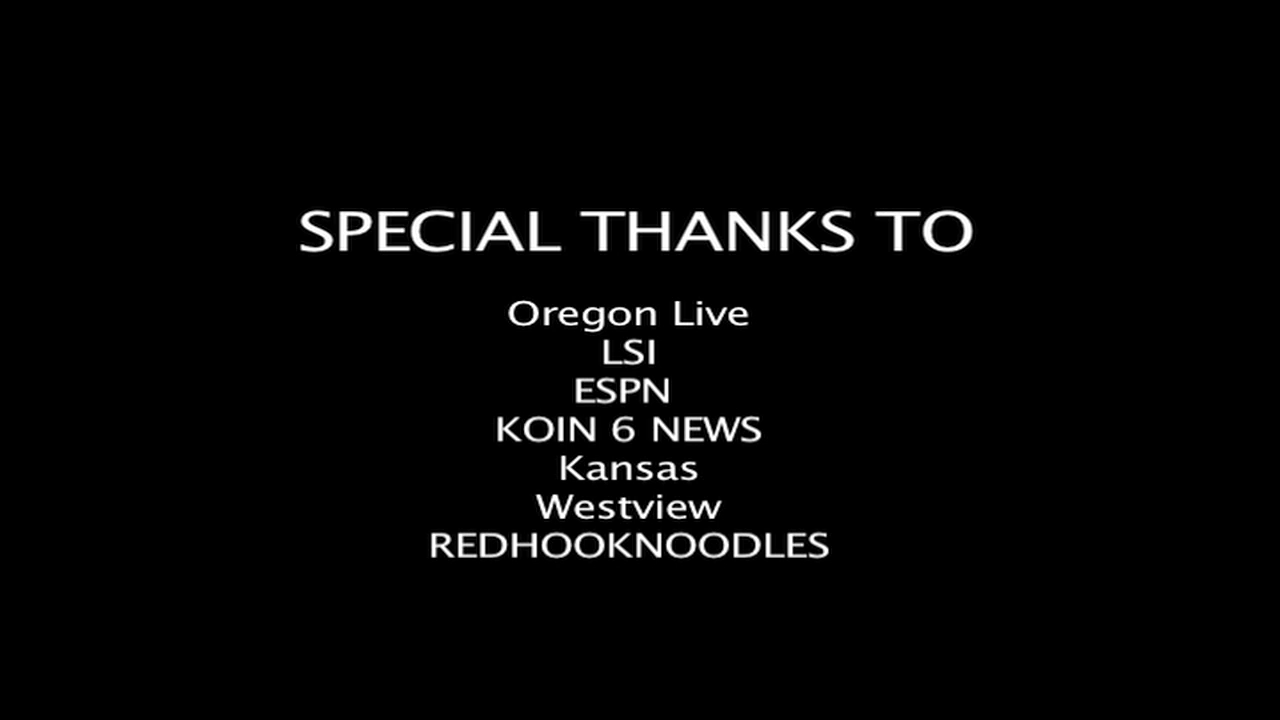 SPECIAL THANKS TO
Oregon Live
LSI
ESPN
KOIN 6 NEWS
Kansas
Westview
REDHOOKNOODLES